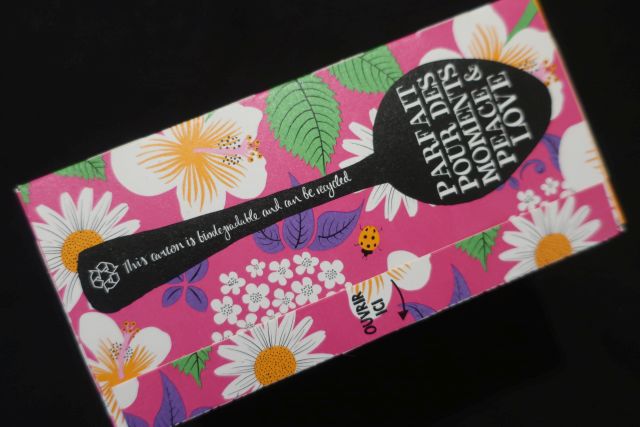 PARFAIT
POUR DES
MOMENTS
PEACE &
LOVE
This carton is biodegradable and can be recycled
OUVRIR
ICI